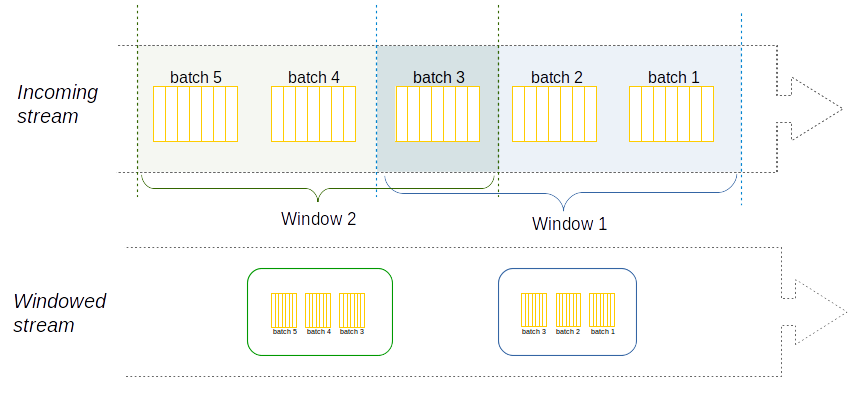 batch 5
batch 4
batch 3
batch 2
batch 1
Incoming
stream
Window 2
Window 1
Windowed
stream
batch 5
batch 4
batch 3
batch 3
batch 2
batch 1